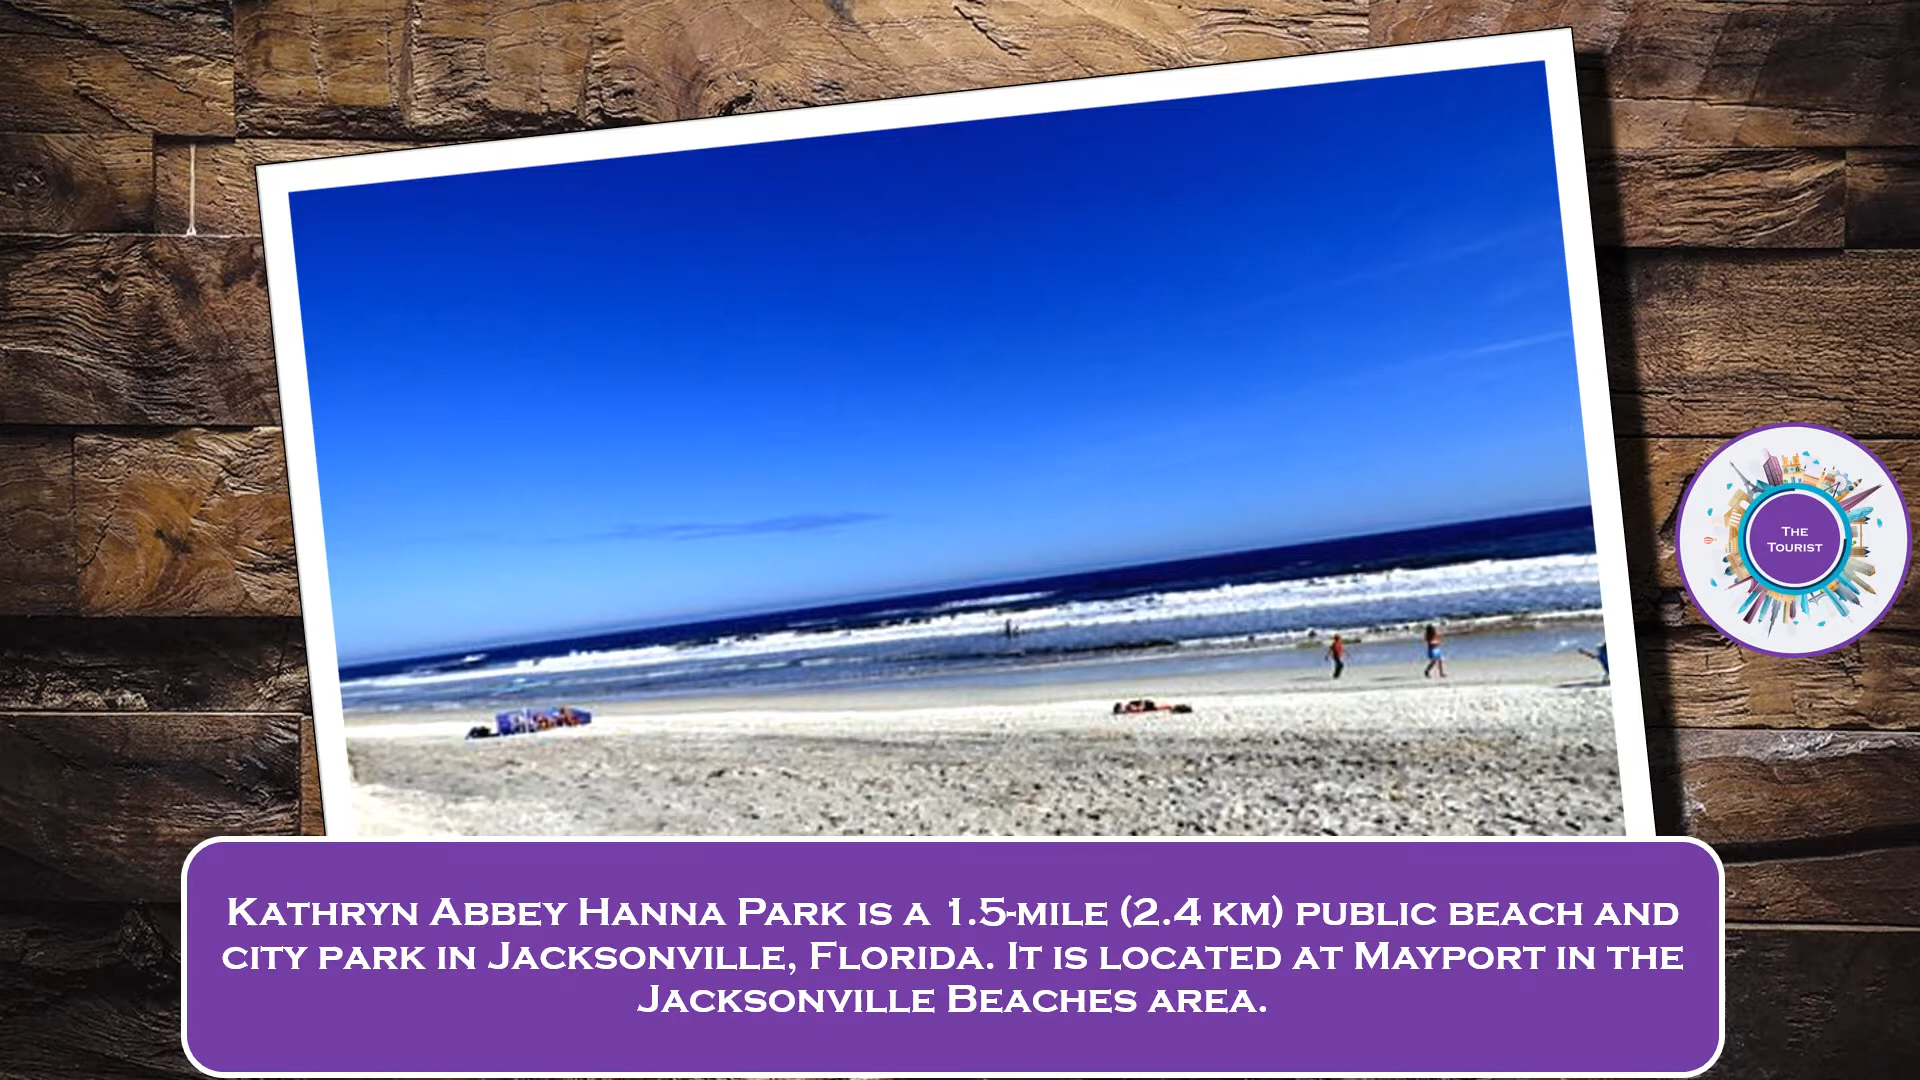 The
Tourist
Kathryn Abbey Hanna Park is a 1.5-mile (2.4 km) public beach and
city park in Jacksonville, Florida. It is located at Mayport in the
Jacksonville Beaches area.